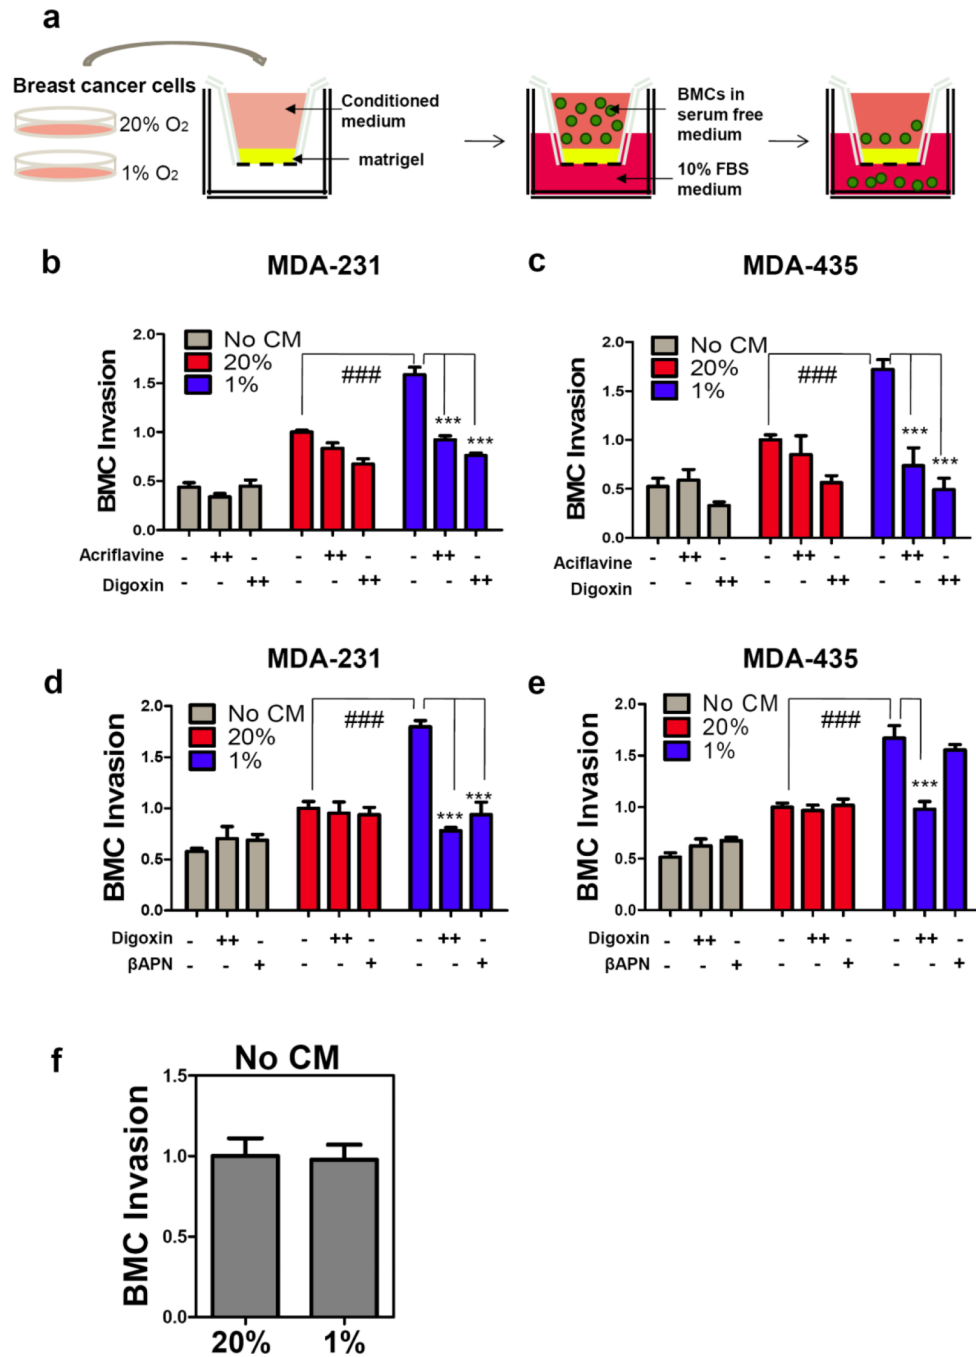 a
Breast cancer cells
20% O2
1% O2
Conditioned
medium
matrigel
BMCs in
serum free
medium
10% FBS
medium
b
MDA-231
BMC Invasion
2.0
1.5
1.0
0.5
0.0
No CM
20%
1%
###
***
***
Acriflavine - ++ - - ++ - - ++ -
Digoxin - - ++ - - ++ - - ++
c
MDA-435
BMC Invasion
2.0
1.5
1.0
0.5
0.0
No CM
20%
1%
###
***
***
Aciflavine - ++ - - ++ - - ++ -
Digoxin - - ++ - - ++ - - ++
d
MDA-231
BMC Invasion
2.0
1.5
1.0
0.5
0.0
No CM
20%
1%
###
***
***
Digoxin - ++ - - ++ - - ++ -
βAPN - - + - - + - - +
e
MDA-435
BMC Invasion
2.0
1.5
1.0
0.5
0.0
No CM
20%
1%
###
***
Digoxin - ++ - - ++ - - ++ -
βAPN - - + - - + - - +
f
No CM
BMC Invasion
1.5
1.0
0.5
0.0
20% 1%